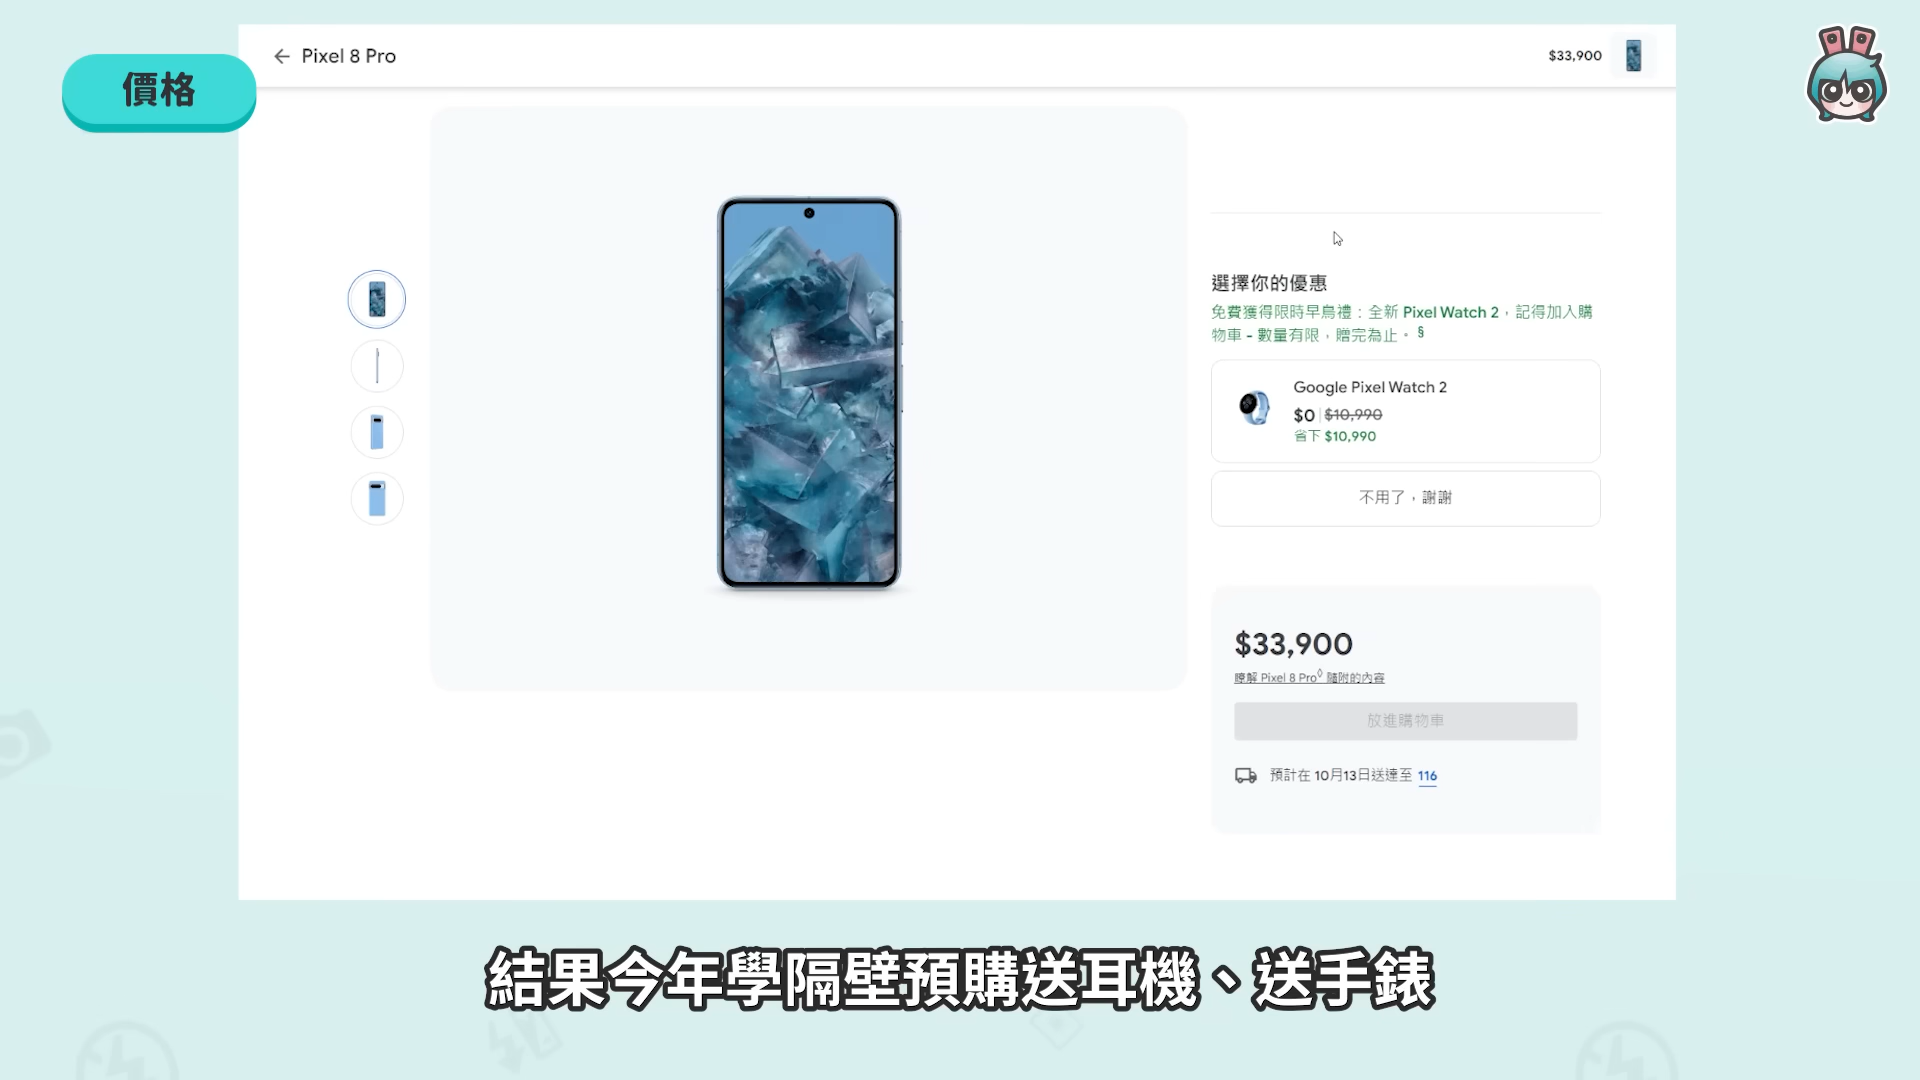 價格
Pixel 8 Pro
$33,900
選擇你的優惠
免費獲得限時早鳥禮：全新 Pixel Watch 2，記得加入購
物車 – 數量有限，贈完為止。§
Google Pixel Watch 2
$0 | $10,990
省下 $10,990
不用了，謝謝
$33,900
瞭解 Pixel 8 Pro◊ 隨附的內容
放進購物車
預計在 10月13日送達至 116
結果今年學隔壁預購送耳機、送手錶